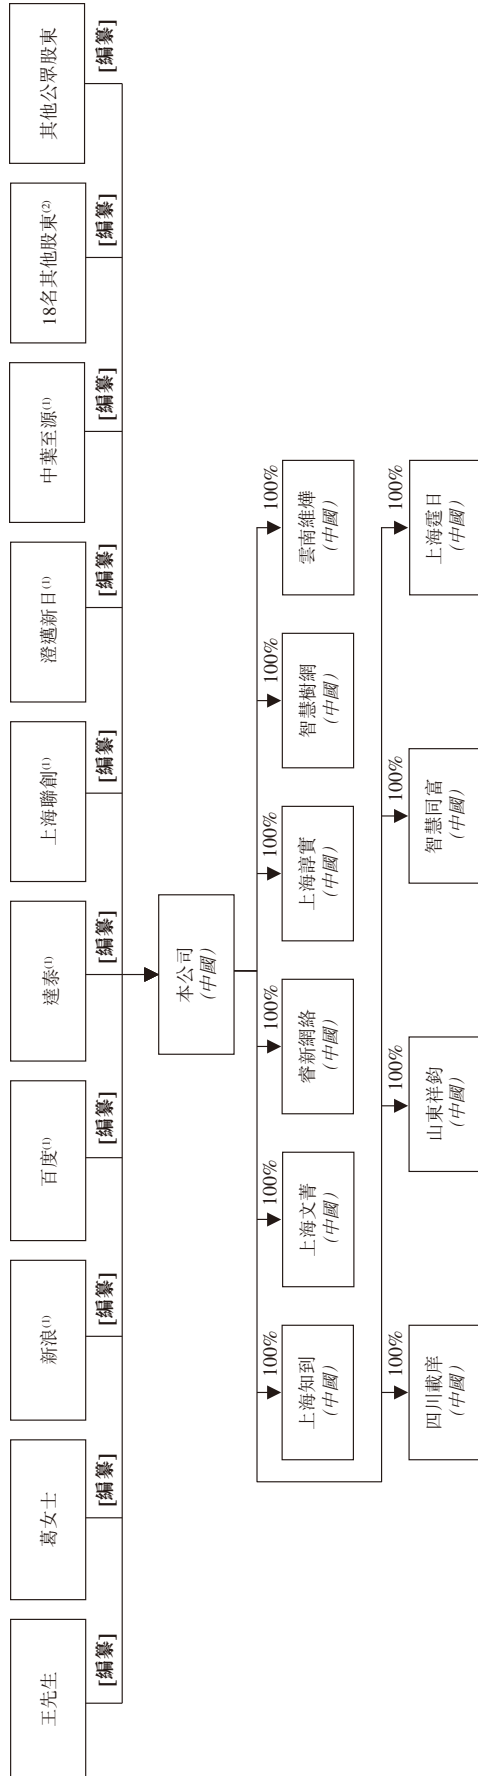 王先生
葛女士
新浪(1)
百度(1)
達泰(1)
上海聯創(1)
澄邁新日(1)
中葉至源(1)
18名其他股東(2)
其他公眾股東
[編纂]
[編纂]
[編纂]
[編纂]
[編纂]
[編纂]
[編纂]
[編纂]
[編纂]
[編纂]
本公司
(中國)
100%
100%
100%
100%
100%
100%
上海知到
(中國)
上海文菁
(中國)
睿新網絡
(中國)
上海諄實
(中國)
智慧樹網
(中國)
雲南維燁
(中國)
100%
100%
100%
100%
四川載庠
(中國)
山東祥鈞
(中國)
智慧同富
(中國)
上海霆日
(中國)